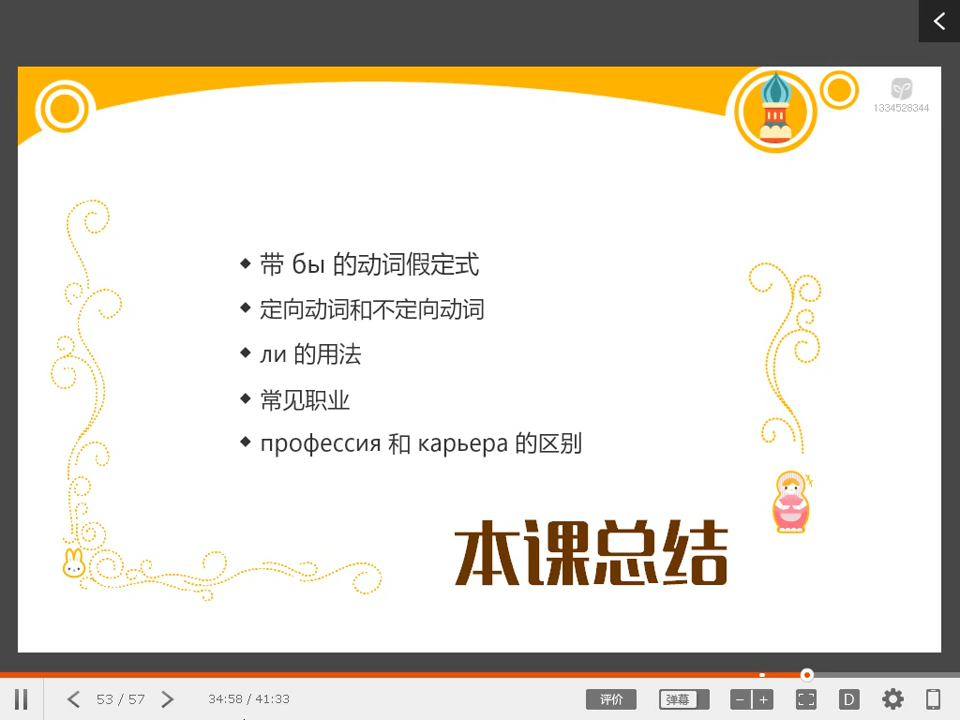 1334528344
带 бы 的动词假定式
定向动词和不定向动词
ли 的用法
常见职业
профессия 和 карьера 的区别
本课总结
53 / 57
34:58 / 41:33
评价
弹幕
D